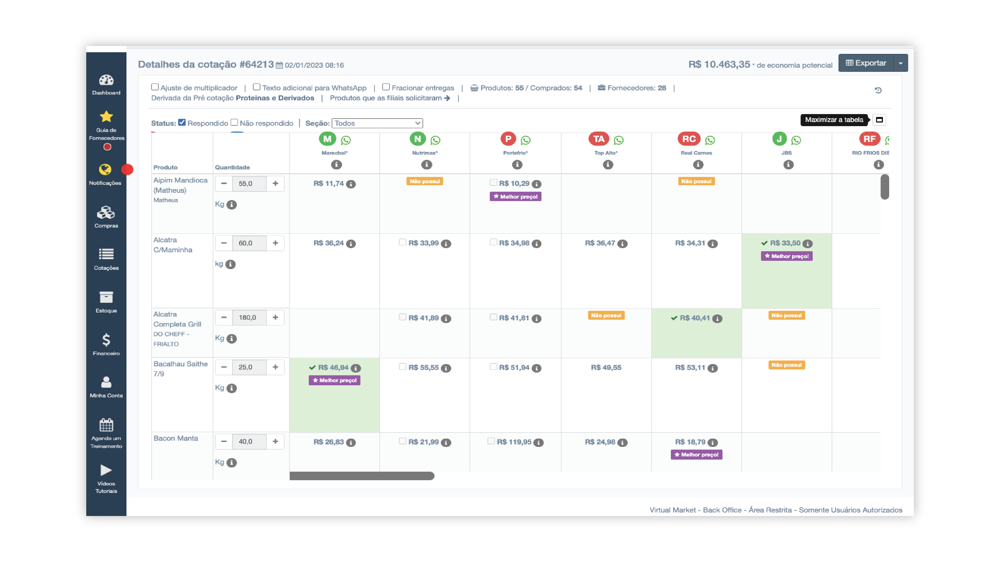 Detalhes da cotação #64213 02/01/2023 08:16
R$ 10.463,35 * de economia potencial
Exportar
Ajuste de multiplicador | Texto adicional para WhatsApp | Fracionar entregas | Produtos: 55 / Comprados: 54 | Fornecedores: 28 |
Derivada da Pré cotação Proteinas e Derivados | Produtos que as filiais solicitaram |
Status: Respondido Não respondido | Seção: Todos
Maximizar a tabela
Dashboard
Guia de
Fornecedores
Notificações
Compras
Cotações
Estoque
Financeiro
Minha Conta
Agende um
Treinamento
Vídeos
Tutoriais
M N P TA RC J RF
Produto Quantidade Marechal* Nutrimax* Portefrio* Top Alto* Real Carnes JBS RIO FRIOS DIS
Aipim Mandioca
(Matheus)
Matheus
55,0
Kg
R$ 11,74
Não possui
R$ 10,29
Melhor preço!
Não possui
Alcatra
C/Maminha
60,0
kg
R$ 36,24
R$ 33,99
R$ 34,98
R$ 36,47
R$ 34,31
R$ 33,50
Melhor preço!
Alcatra
Completa Grill
DO CHEFF -
FRIALTO
180,0
Kg
R$ 41,89
R$ 41,81
Não possui
R$ 40,41
Não possui
Bacalhau Saithe
7/9
25,0
Kg
R$ 46,94
Melhor preço!
R$ 55,55
R$ 51,94
R$ 49,55
R$ 53,11
Não possui
Bacon Manta
40,0
Kg
R$ 26,83
R$ 21,99
R$ 119,95
R$ 24,98
R$ 18,79
Melhor preço!
Virtual Market - Back Office - Área Restrita - Somente Usuários Autorizados